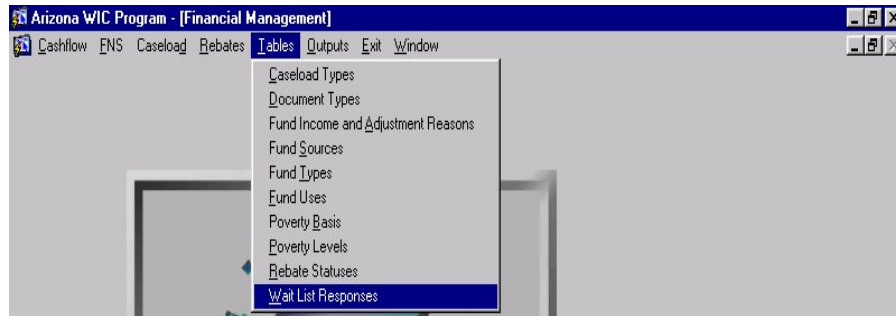 Arizona WIC Program - [Financial Management]
Cashflow FNS Caseload Rebates Tables Outputs Exit Window
Caseload Types
Document Types
Fund Income and Adjustment Reasons
Fund Sources
Fund Types
Fund Uses
Poverty Basis
Poverty Levels
Rebate Statuses
Wait List Responses